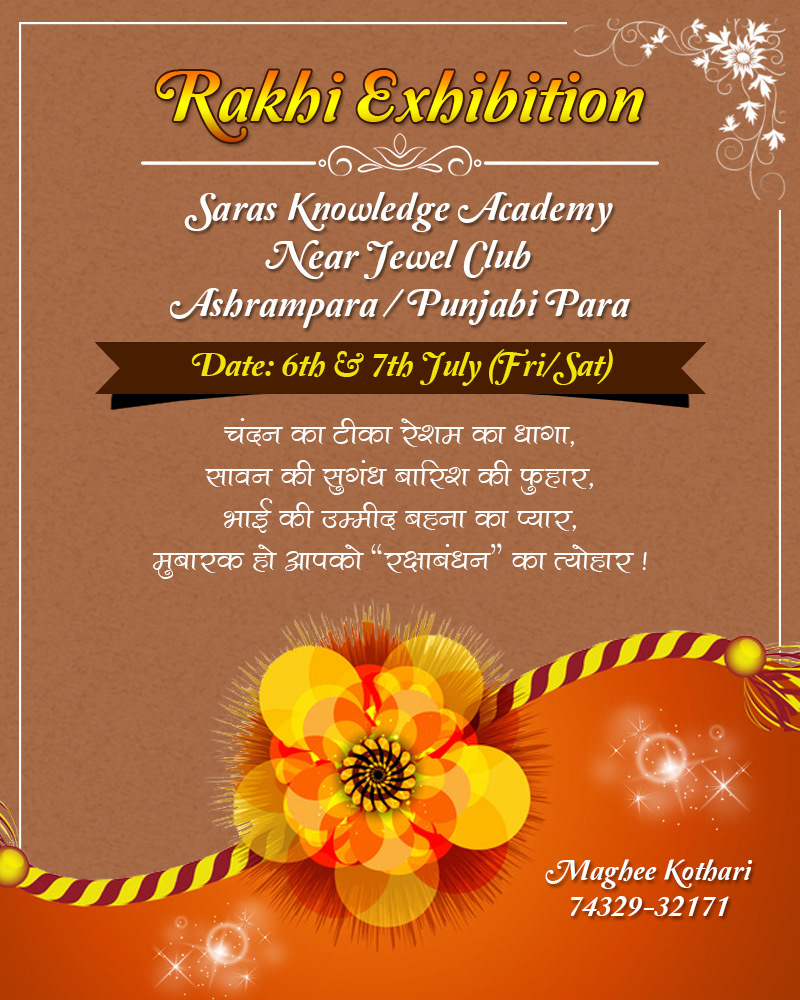 Rakhi Exhibition
Saras Knowledge Academy
Near Jewel Club
Ashrampara / Punjabi Para
Date: 6th & 7th July (Fri/Sat)
चंदन का टीका रेशम का धागा,
सावन की सुगंध बारिश की फुहार,
भाई की उम्मीद बहना का प्यार,
मुबारक हो आपको “रक्षाबंधन” का त्योहार !
Maghee Kothari
74329-32171